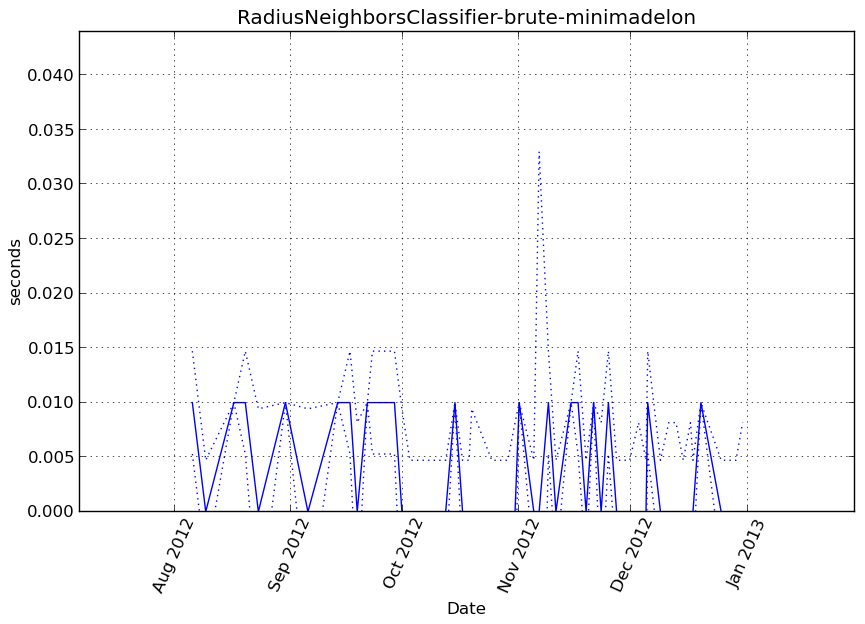 RadiusNeighborsClassifier-brute-minimadelon
0.040
0.035
0.030
0.025
0.020
0.015
0.010
0.005
0.000
seconds
Aug 2012
Sep 2012
Oct 2012
Nov 2012
Dec 2012
Jan 2013
Date